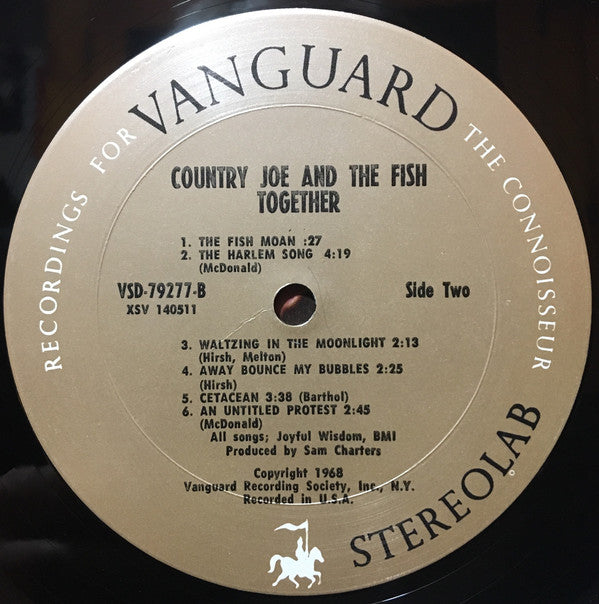 RECORDINGS FOR VANGUARD THE CONNOISSEUR
COUNTRY JOE AND THE FISH
TOGETHER
1. THE FISH MOAN :27
2. THE HARLEM SONG 4:19
(McDonald)
VSD-79277-B Side Two
XSV 140511
3. WALTZING IN THE MOONLIGHT 2:13
(Hirsh, Melton)
4. AWAY BOUNCE MY BUBBLES 2:25
(Hirsh)
5. CETACEAN 3:38 (Barthol)
6. AN UNTITLED PROTEST 2:45
(McDonald)
All songs; Joyful Wisdom, BMI
Produced by Sam Charters
Copyright 1968
Vanguard Recording Society, Inc., N.Y.
Recorded in U.S.A.
STEREOLAB